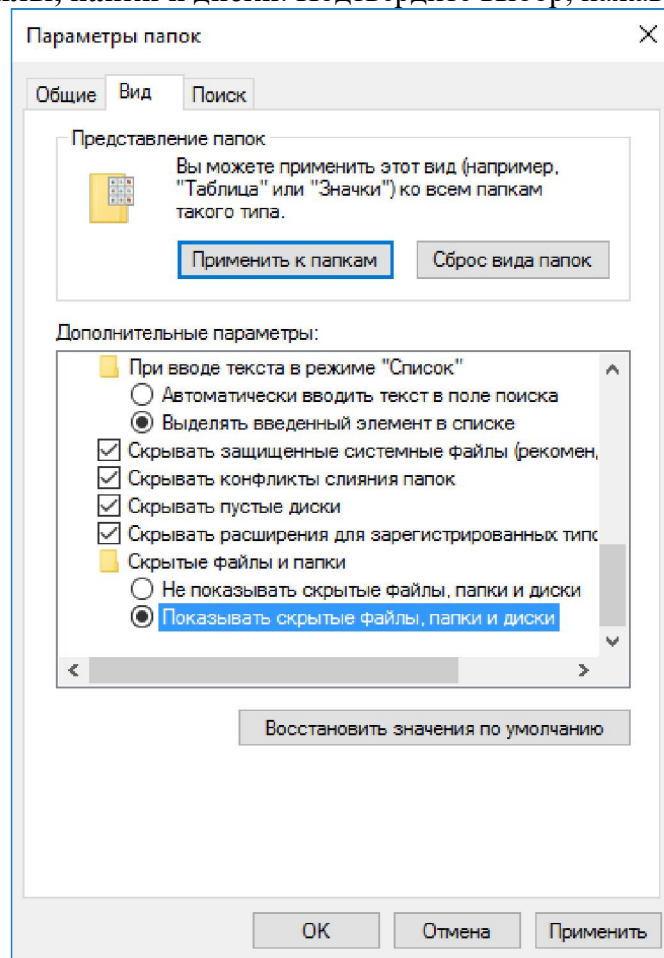 папки и диски. Подтвердите выбор,
Параметры папок
Общие Вид Поиск
Представление папок
Вы можете применить этот вид (например,
"Таблица" или "Значки") ко всем папкам
такого типа.
Применить к папкам Сброс вида папок
Дополнительные параметры:
При вводе текста в режиме "Список"
Автоматически вводить текст в поле поиска
Выделять введенный элемент в списке
Скрывать защищенные системные файлы (рекомен,
Скрывать конфликты слияния папок
Скрывать пустые диски
Скрывать расширения для зарегистрированных типо
Скрытые файлы и папки
Не показывать скрытые файлы, папки и диски
Показывать скрытые файлы, папки и диски
Восстановить значения по умолчанию
OK Отмена Применить